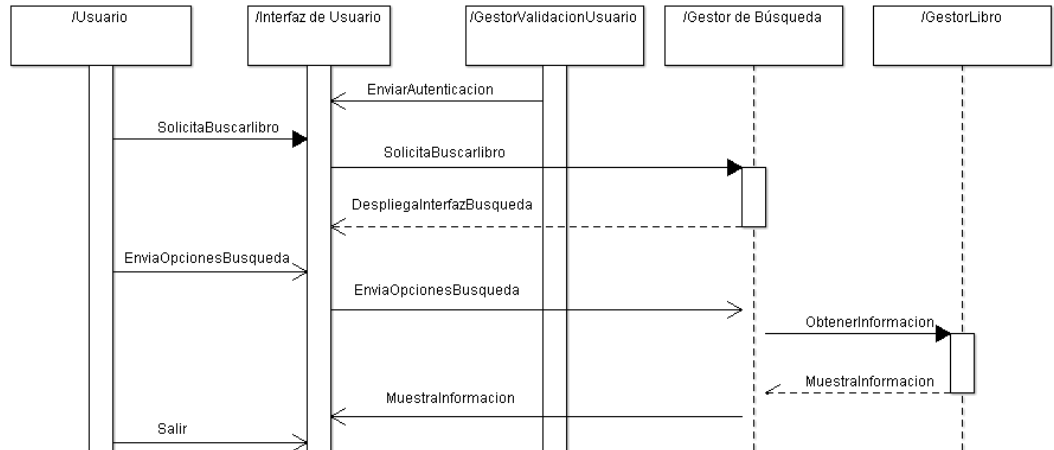 /Usuario
/Interfaz de Usuario
/GestorValidacionUsuario
/Gestor de Búsqueda
/GestorLibro
EnviarAutenticacion
SolicitaBuscarlibro
SolicitaBuscarlibro
DespliegaInterfazBusqueda
EnviaOpcionesBusqueda
EnviaOpcionesBusqueda
ObtenerInformacion
MuestraInformacion
MuestraInformacion
Salir